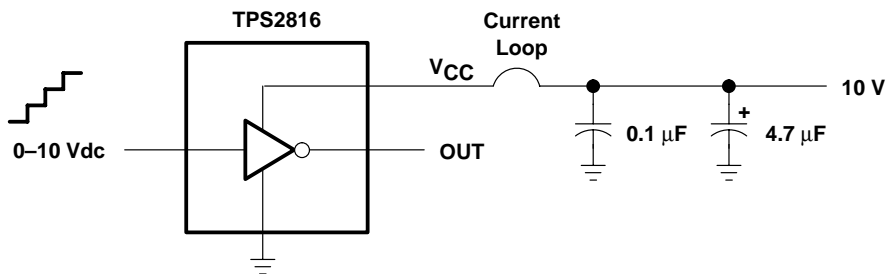 TPS2816
Current
Loop
VCC
10 V
+
0.1 μF
4.7 μF
0–10 Vdc
OUT